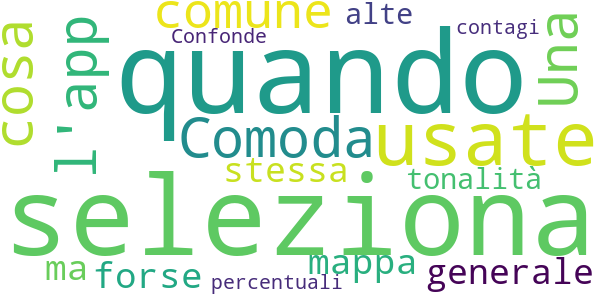 comune
alte
contagi
Confonde
cosa
l'app
quando
Una
Comoda
usate
stessa
tonalità
seleziona
ma
forse
mappa
generale
percentuali